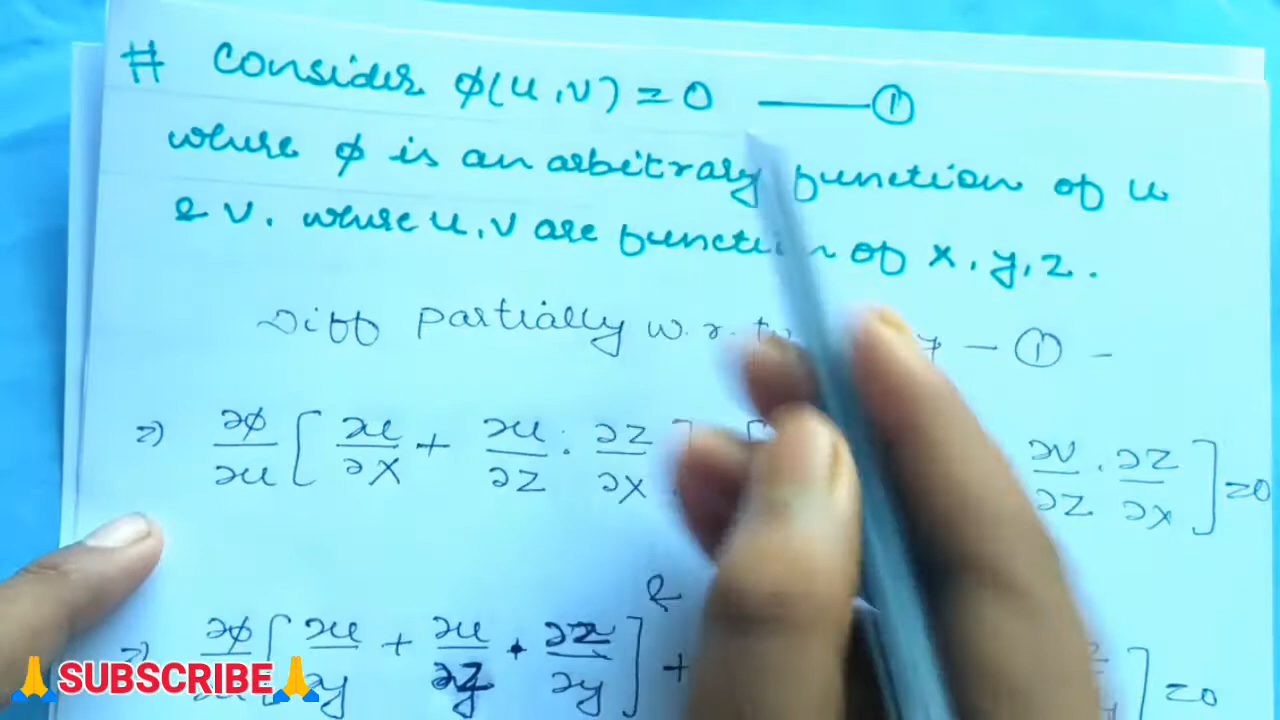 # Consider φ(u,v)=0 —— ①
where φ is an arbitrary function of u
& v. where u,v are function of x,y,z.
Diff partially w.r.to y - ① -
=) ∂φ/∂u [ ∂u/∂x + ∂u/∂z . ∂z/∂x ] [ ∂v/∂z . ∂z/∂x ] =0
&
=) ∂φ/∂u [ ∂u/∂y + ∂u/∂z . ∂z/∂y ] + ] =0
🙏SUBSCRIBE🙏